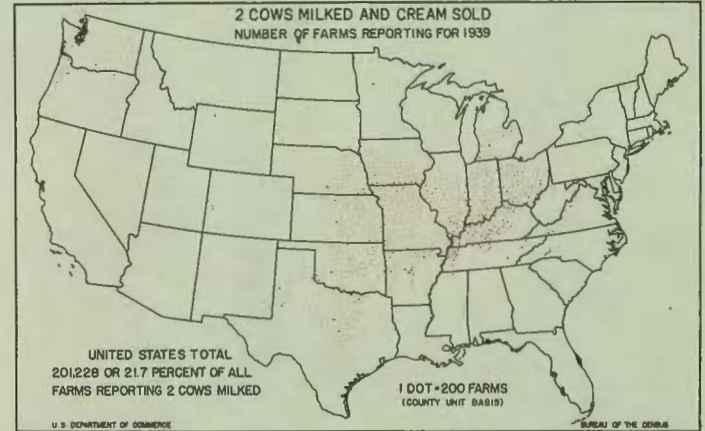 2 COWS MILKED AND CREAM SOLD
NUMBER OF FARMS REPORTING FOR 1939
UNITED STATES TOTAL
201,228 OR 21.7 PERCENT OF ALL
FARMS REPORTING 2 COWS MILKED
1 DOT=200 FARMS
(COUNTY UNIT BASIS)
U.S. DEPARTMENT OF COMMERCE
BUREAU OF THE CENSUS